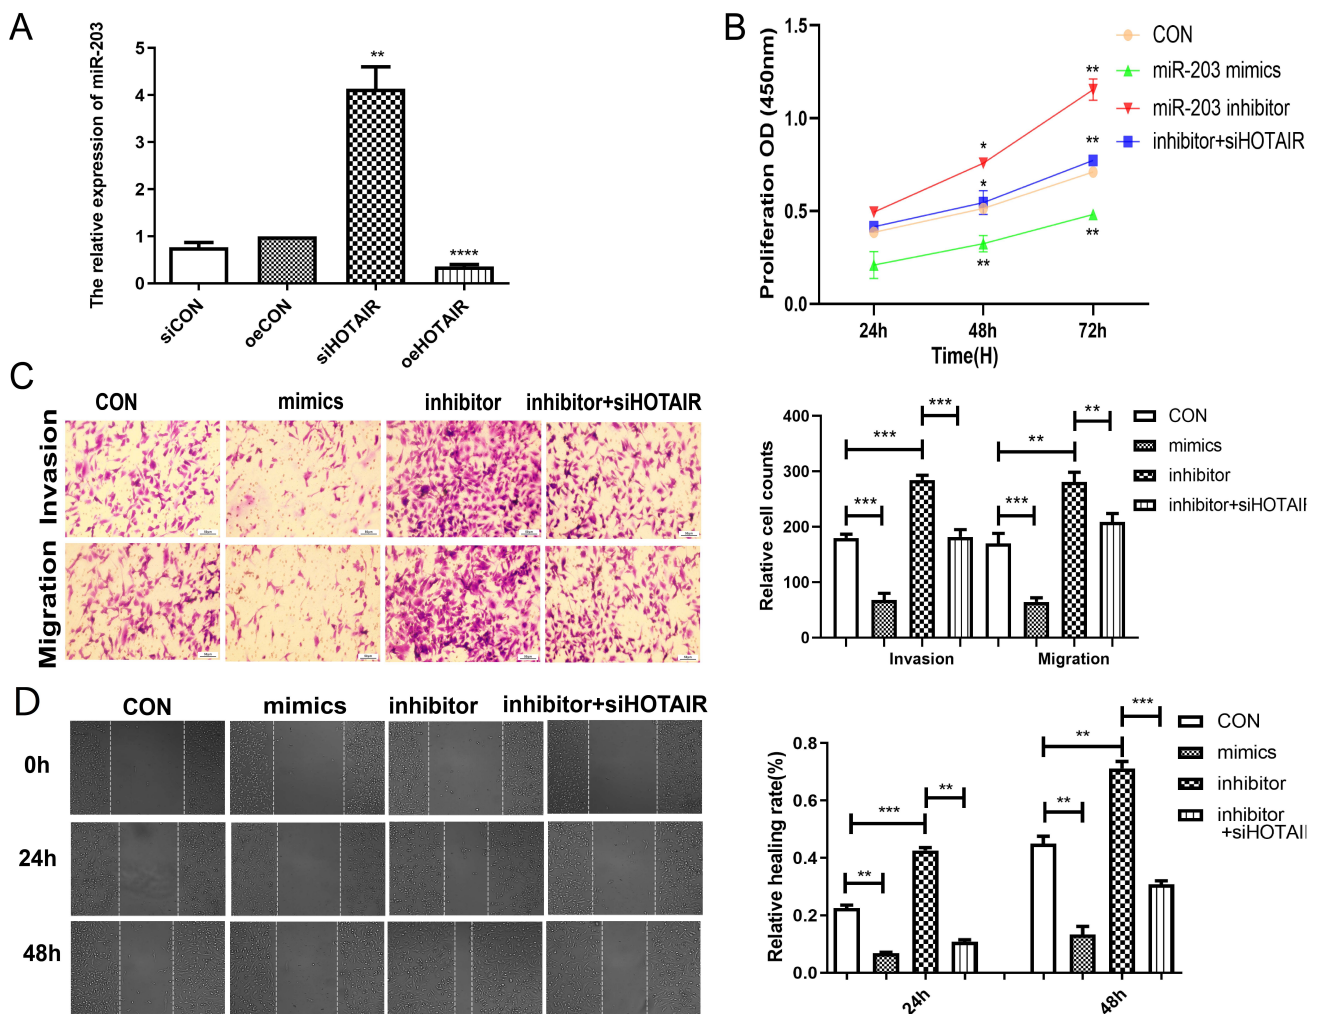 A
The relative expression of miR-203
5
4
3
2
1
0
**
****
siCON
oeCON
siHOTAIR
oeHOTAIR
B
Proliferation OD (450nm)
1.5
1.0
0.5
0.0
24h
48h
72h
Time(H)
*
*
**
**
**
**
CON
miR-203 mimics
miR-203 inhibitor
inhibitor+siHOTAIR
C
CON
mimics
inhibitor
inhibitor+siHOTAIR
Invasion
Migration
Relative cell counts
400
300
200
100
0
***
***
***
***
**
**
Invasion
Migration
CON
mimics
inhibitor
inhibitor+siHOTAI
D
CON
mimics
inhibitor
inhibitor+siHOTAIR
0h
24h
48h
Relative healing rate(%)
0.8
0.6
0.4
0.2
0.0
**
***
**
**
**
***
24h
48h
CON
mimics
inhibitor
inhibitor
+siHOTAI